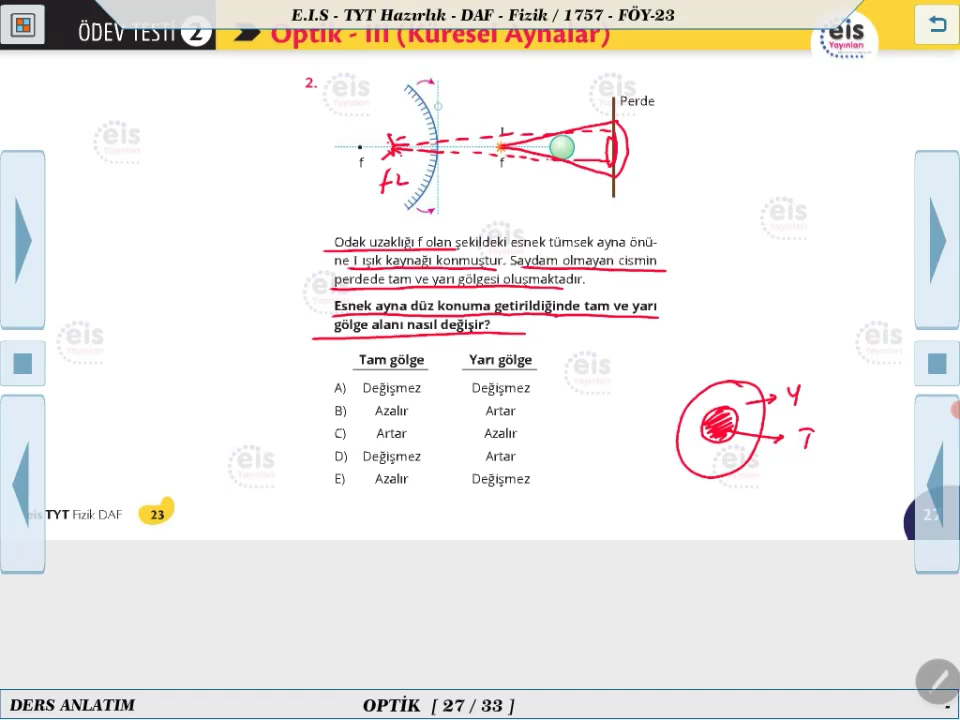 E.I.S - TYT Hazırlık - DAF - Fizik / 1757 - FÖY-23
ÖDEV TESTİ 2
Optik - III (Küresel Aynalar)
eis
Yayınları
2.
Perde
I
f
f
f2
Odak uzaklığı f olan şekildeki esnek tümsek ayna önü-
ne I ışık kaynağı konmuştur. Saydam olmayan cismin
perdede tam ve yarı gölgesi oluşmaktadır.
Esnek ayna düz konuma getirildiğinde tam ve yarı
gölge alanı nasıl değişir?
Tam gölge Yarı gölge
A) Değişmez Değişmez
B) Azalır Artar
C) Artar Azalır
D) Değişmez Artar
E) Azalır Değişmez
Y
T
eis TYT Fizik DAF 23
27
DERS ANLATIM
OPTİK [ 27 / 33 ]
-